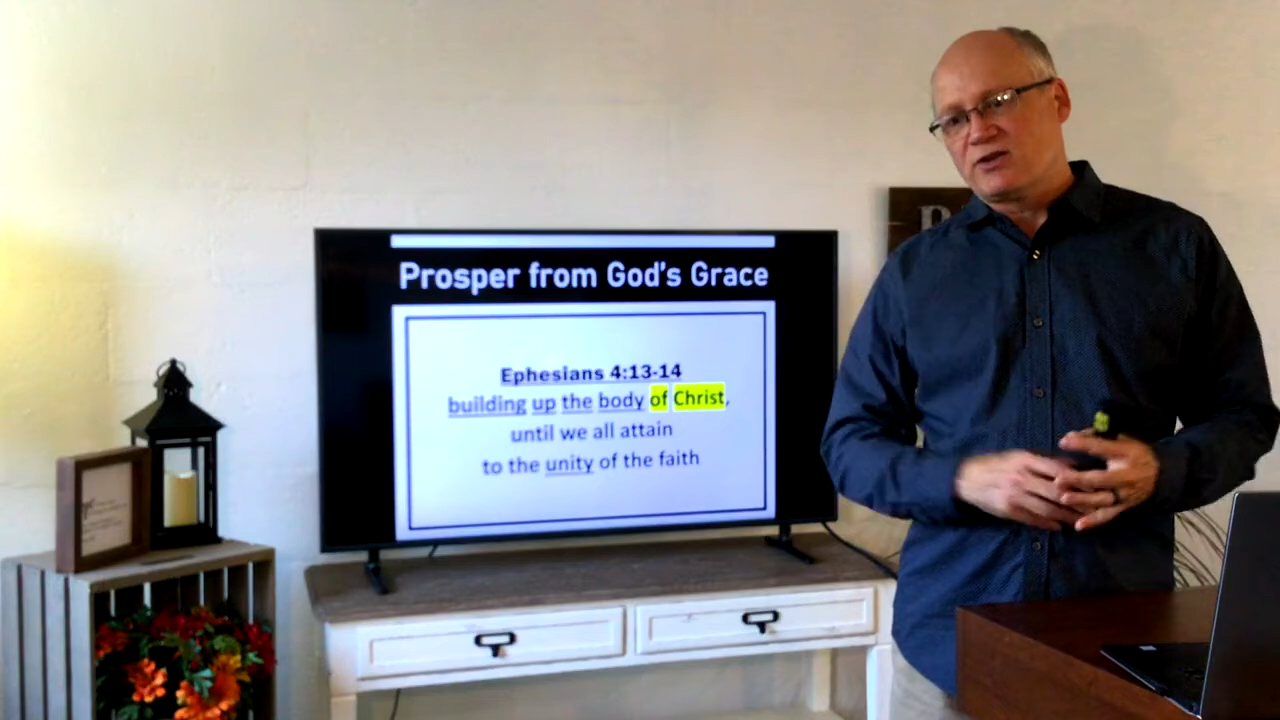 Prosper from God's Grace
Ephesians 4:13-14
building up the body of Christ,
until we all attain
to the unity of the faith